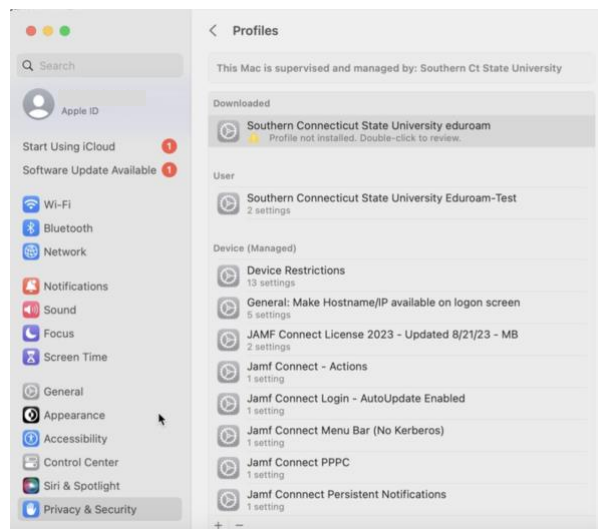 Profiles
Search
This Mac is supervised and managed by: Southern Ct State University
Apple ID
Start Using iCloud 1
Software Update Available 1
Wi-Fi
Bluetooth
Network
Notifications
Sound
Focus
Screen Time
General
Appearance
Accessibility
Control Center
Siri & Spotlight
Privacy & Security
Downloaded
Southern Connecticut State University eduroam
Profile not installed. Double-click to review.
User
Southern Connecticut State University Eduroam-Test
2 settings
Device (Managed)
Device Restrictions
13 settings
General: Make Hostname/IP available on logon screen
5 settings
JAMF Connect License 2023 - Updated 8/21/23 - MB
2 settings
Jamf Connect - Actions
1 setting
Jamf Connect Login - AutoUpdate Enabled
1 setting
Jamf Connect Menu Bar (No Kerberos)
1 setting
Jamf Connect PPPC
1 setting
Jamf Connnect Persistent Notifications
1 setting
+ −